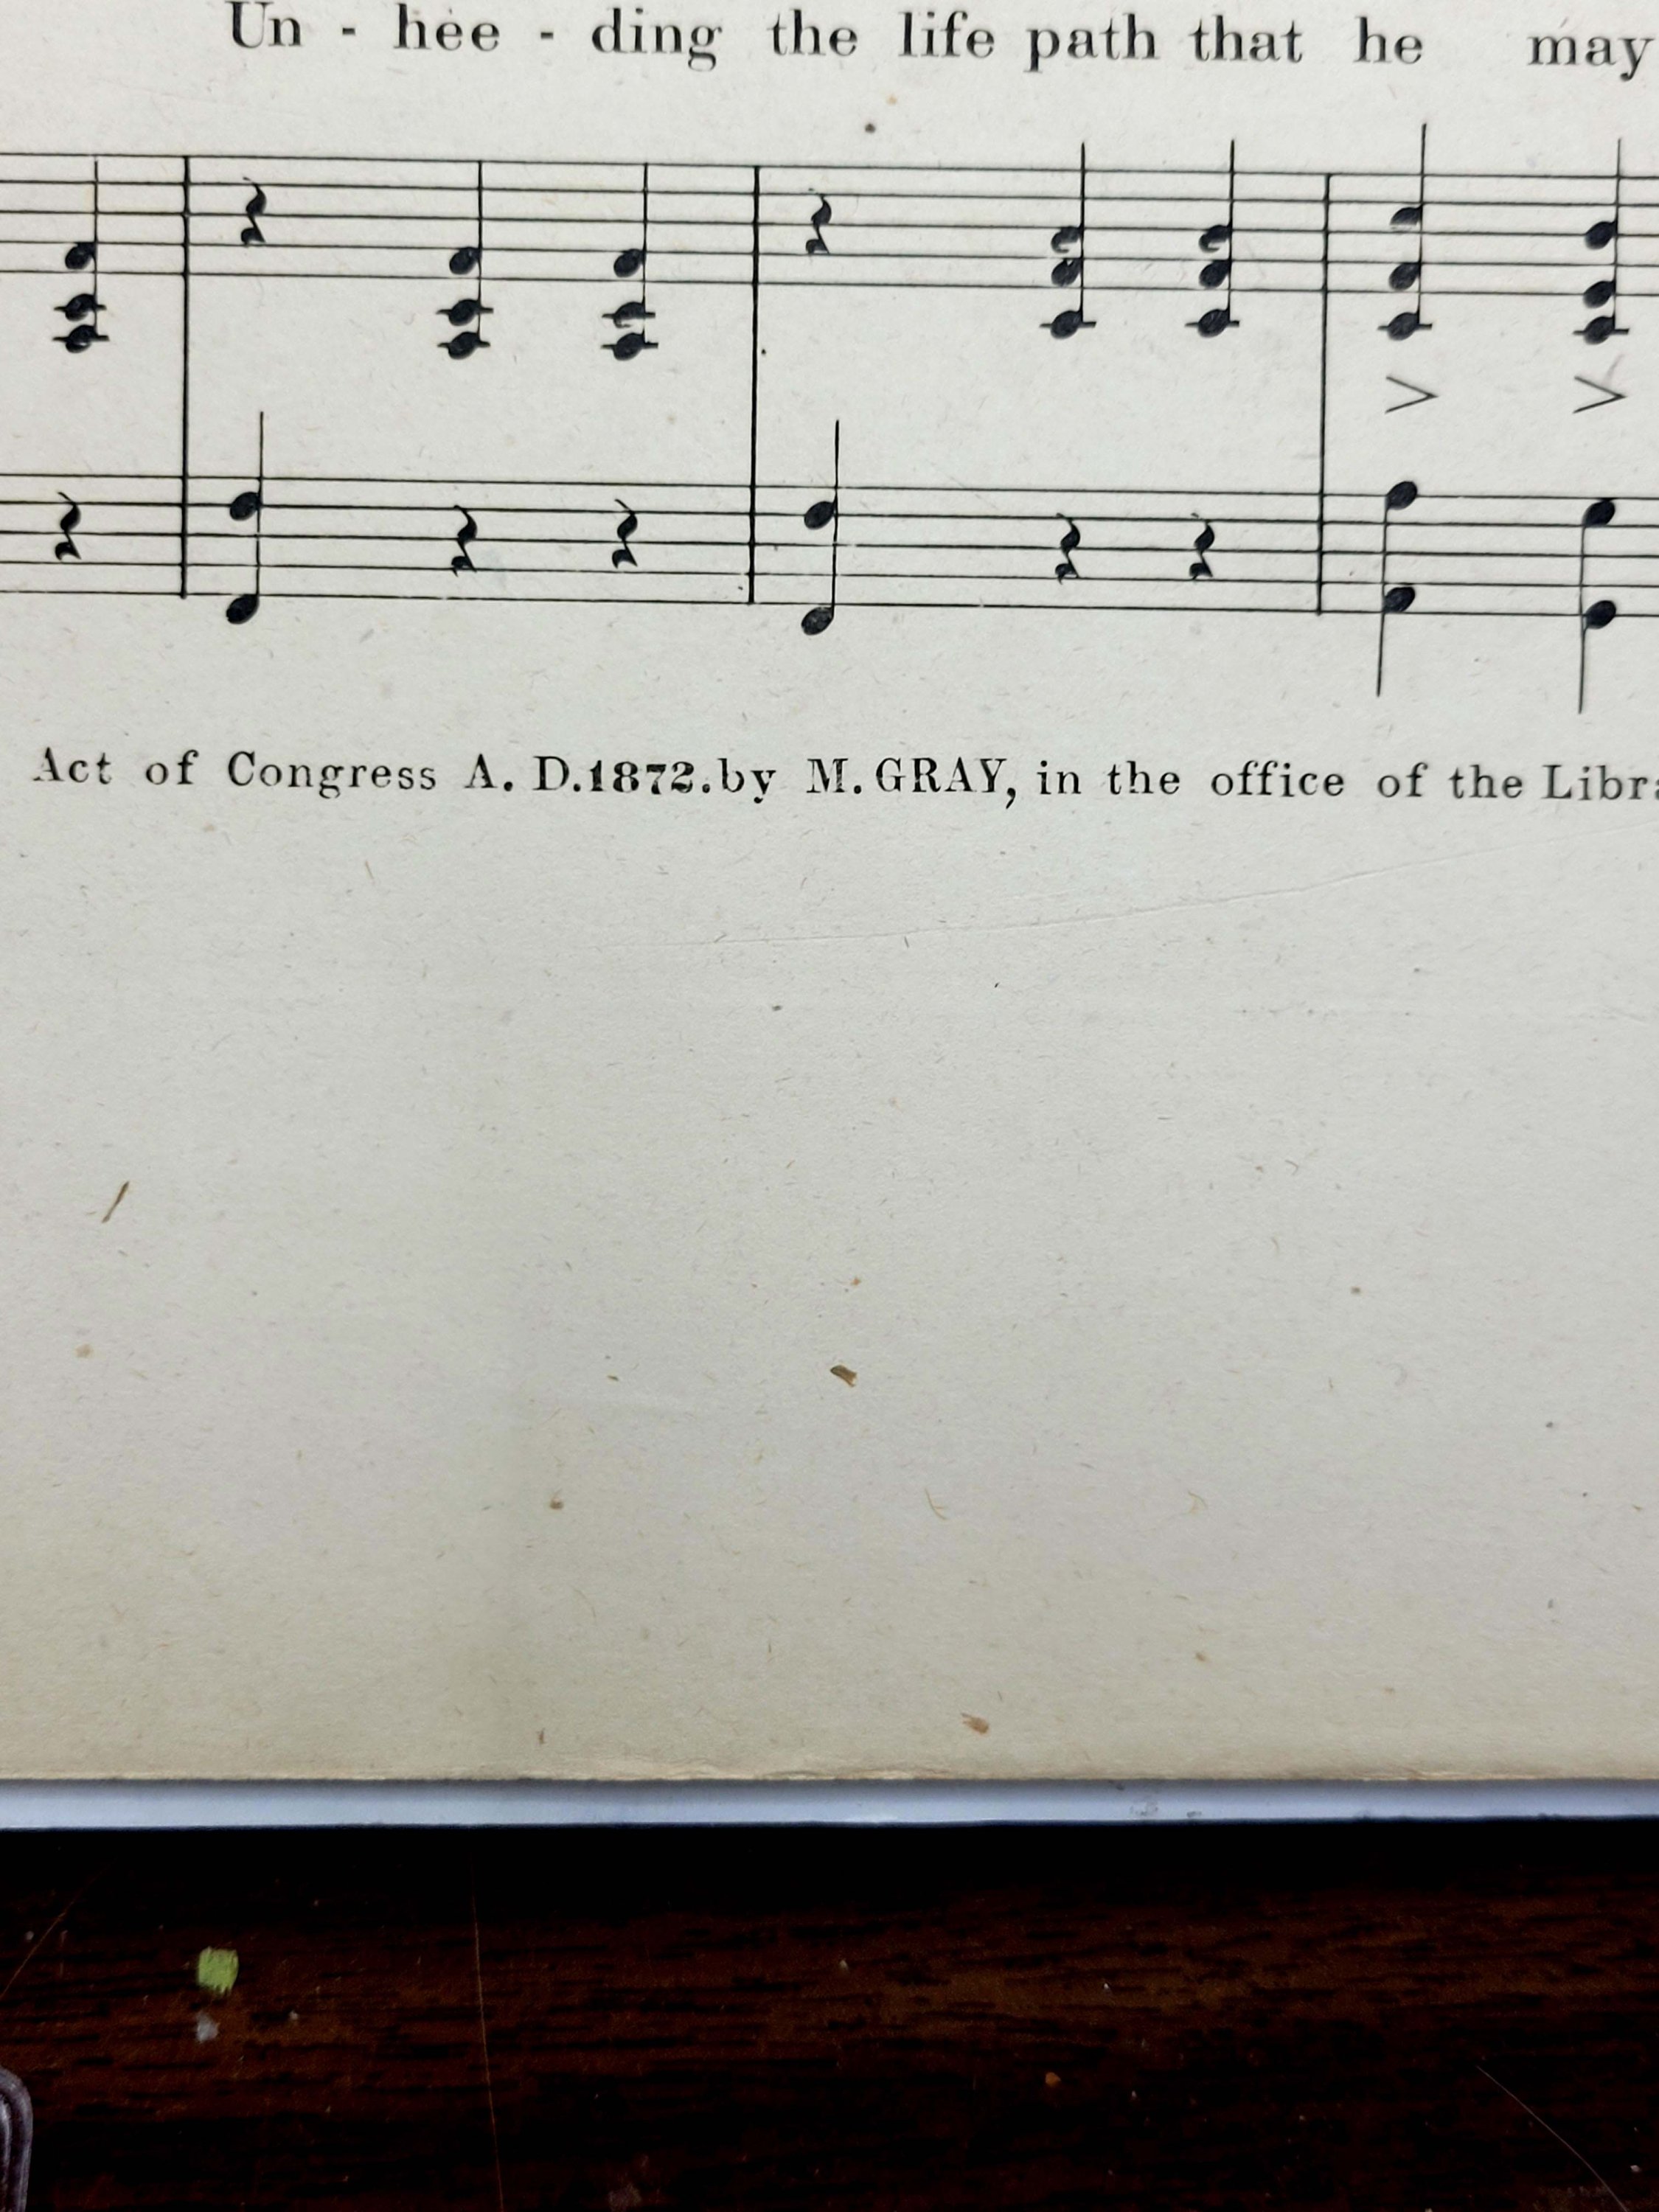 Un - hee - ding the life path that he may
Act of Congress A. D. 1872. by M. GRAY, in the office of the Libra